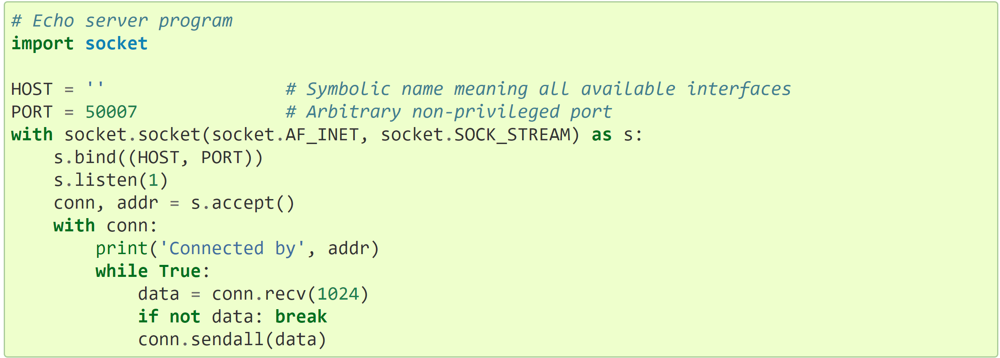 # Echo server program
import socket

HOST = ''                 # Symbolic name meaning all available interfaces
PORT = 50007              # Arbitrary non-privileged port
with socket.socket(socket.AF_INET, socket.SOCK_STREAM) as s:
    s.bind((HOST, PORT))
    s.listen(1)
    conn, addr = s.accept()
    with conn:
        print('Connected by', addr)
        while True:
            data = conn.recv(1024)
            if not data: break
            conn.sendall(data)